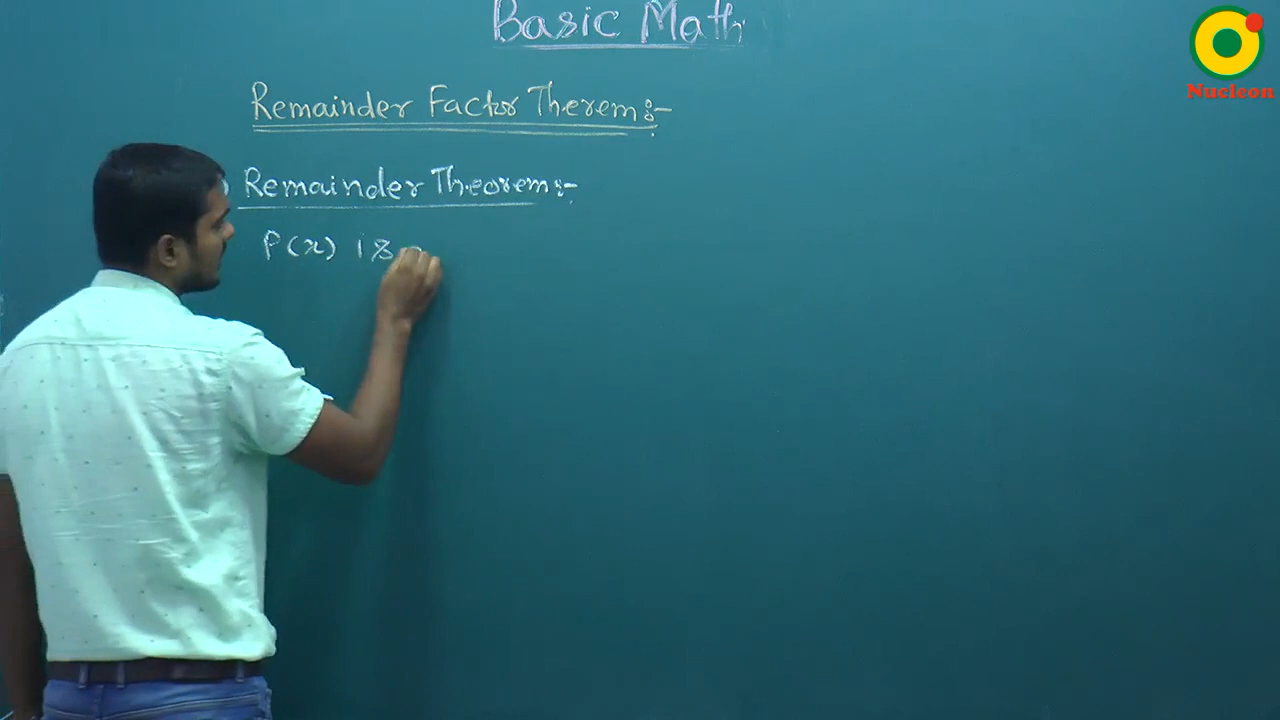 Basic Math
Nucleon
Remainder Factor Therem:-
Remainder Theorem:-
P(x) is